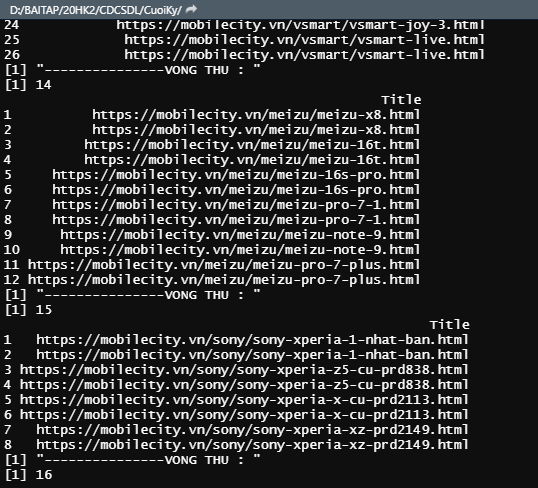 D:/BAITAP/20HK2/CDCSDL/CuoiKy/
24 https://mobilecity.vn/vsmart/vsmart-joy-3.html
25 https://mobilecity.vn/vsmart/vsmart-live.html
26 https://mobilecity.vn/vsmart/vsmart-live.html
[1] "---------------VONG THU : "
[1] 14
Title
1 https://mobilecity.vn/meizu/meizu-x8.html
2 https://mobilecity.vn/meizu/meizu-x8.html
3 https://mobilecity.vn/meizu/meizu-16t.html
4 https://mobilecity.vn/meizu/meizu-16t.html
5 https://mobilecity.vn/meizu/meizu-16s-pro.html
6 https://mobilecity.vn/meizu/meizu-16s-pro.html
7 https://mobilecity.vn/meizu/meizu-pro-7-1.html
8 https://mobilecity.vn/meizu/meizu-pro-7-1.html
9 https://mobilecity.vn/meizu/meizu-note-9.html
10 https://mobilecity.vn/meizu/meizu-note-9.html
11 https://mobilecity.vn/meizu/meizu-pro-7-plus.html
12 https://mobilecity.vn/meizu/meizu-pro-7-plus.html
[1] "---------------VONG THU : "
[1] 15
Title
1 https://mobilecity.vn/sony/sony-xperia-1-nhat-ban.html
2 https://mobilecity.vn/sony/sony-xperia-1-nhat-ban.html
3 https://mobilecity.vn/sony/sony-xperia-z5-cu-prd838.html
4 https://mobilecity.vn/sony/sony-xperia-z5-cu-prd838.html
5 https://mobilecity.vn/sony/sony-xperia-x-cu-prd2113.html
6 https://mobilecity.vn/sony/sony-xperia-x-cu-prd2113.html
7 https://mobilecity.vn/sony/sony-xperia-xz-prd2149.html
8 https://mobilecity.vn/sony/sony-xperia-xz-prd2149.html
[1] "---------------VONG THU : "
[1] 16